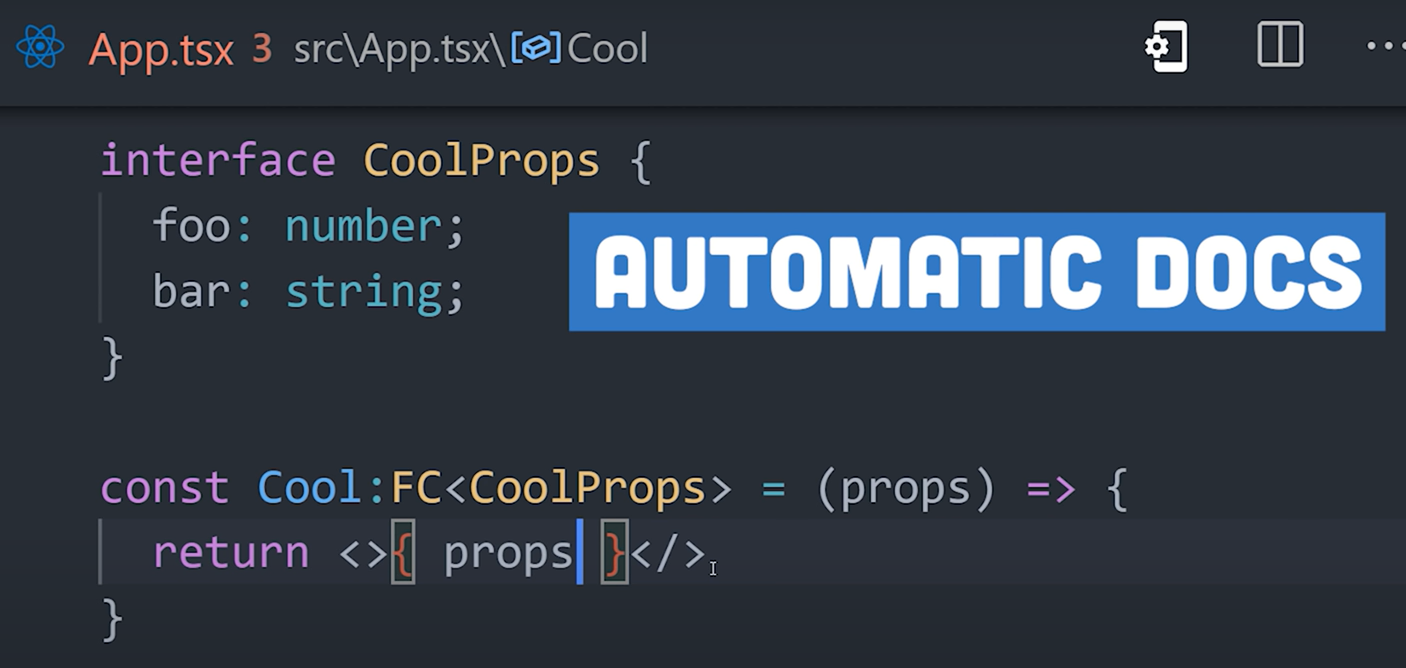 App.tsx 3 src\App.tsx\Cool
interface CoolProps {
foo: number;
bar: string;
}
AUTOMATIC DOCS
const Cool:FC<CoolProps> = (props) => {
return <>{ props }</>
}